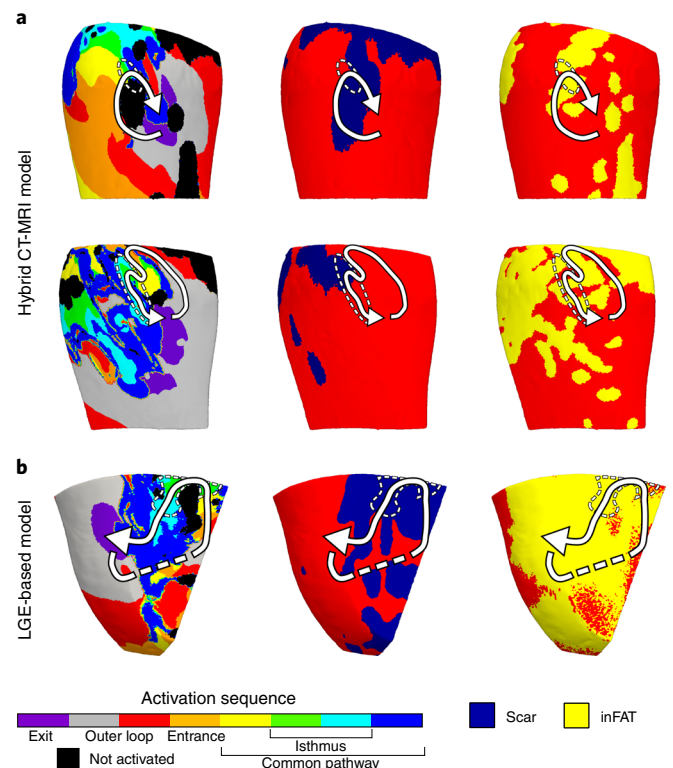 a
Hybrid CT-MRI model
b
LGE-based model
Activation sequence
Exit
Outer loop
Entrance
Isthmus
Common pathway
Not activated
Scar
inFAT